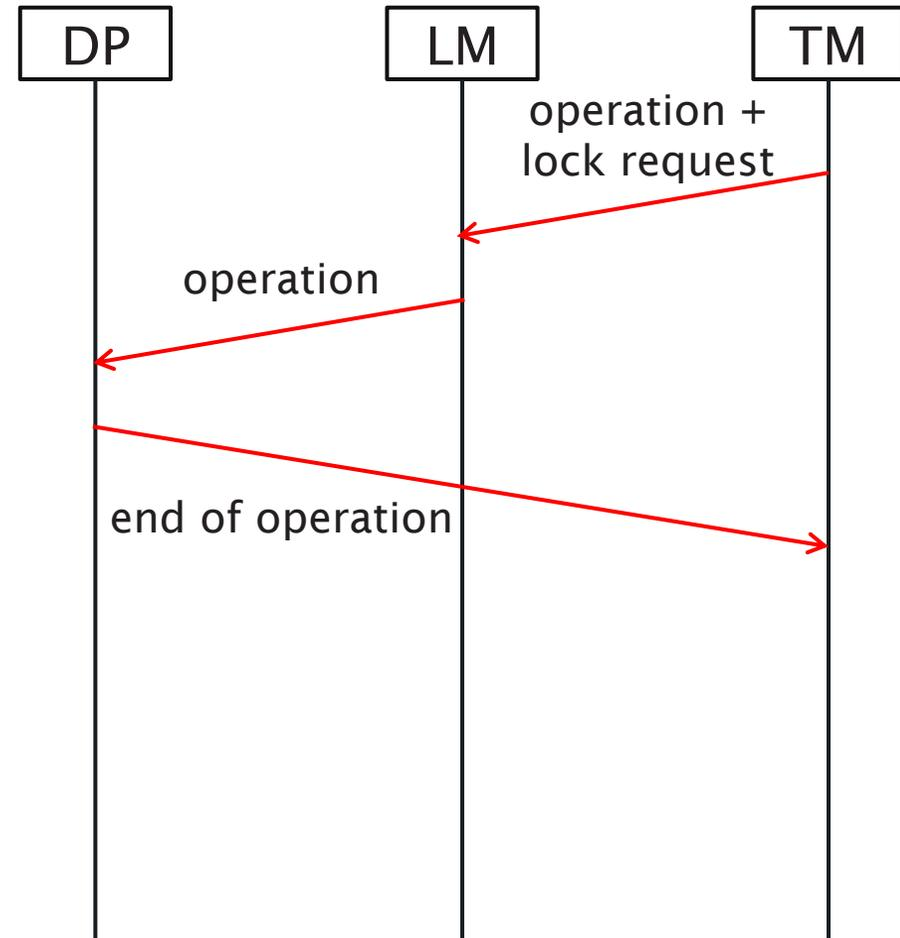 DP
LM
TM
operation +
lock request
operation
end of operation